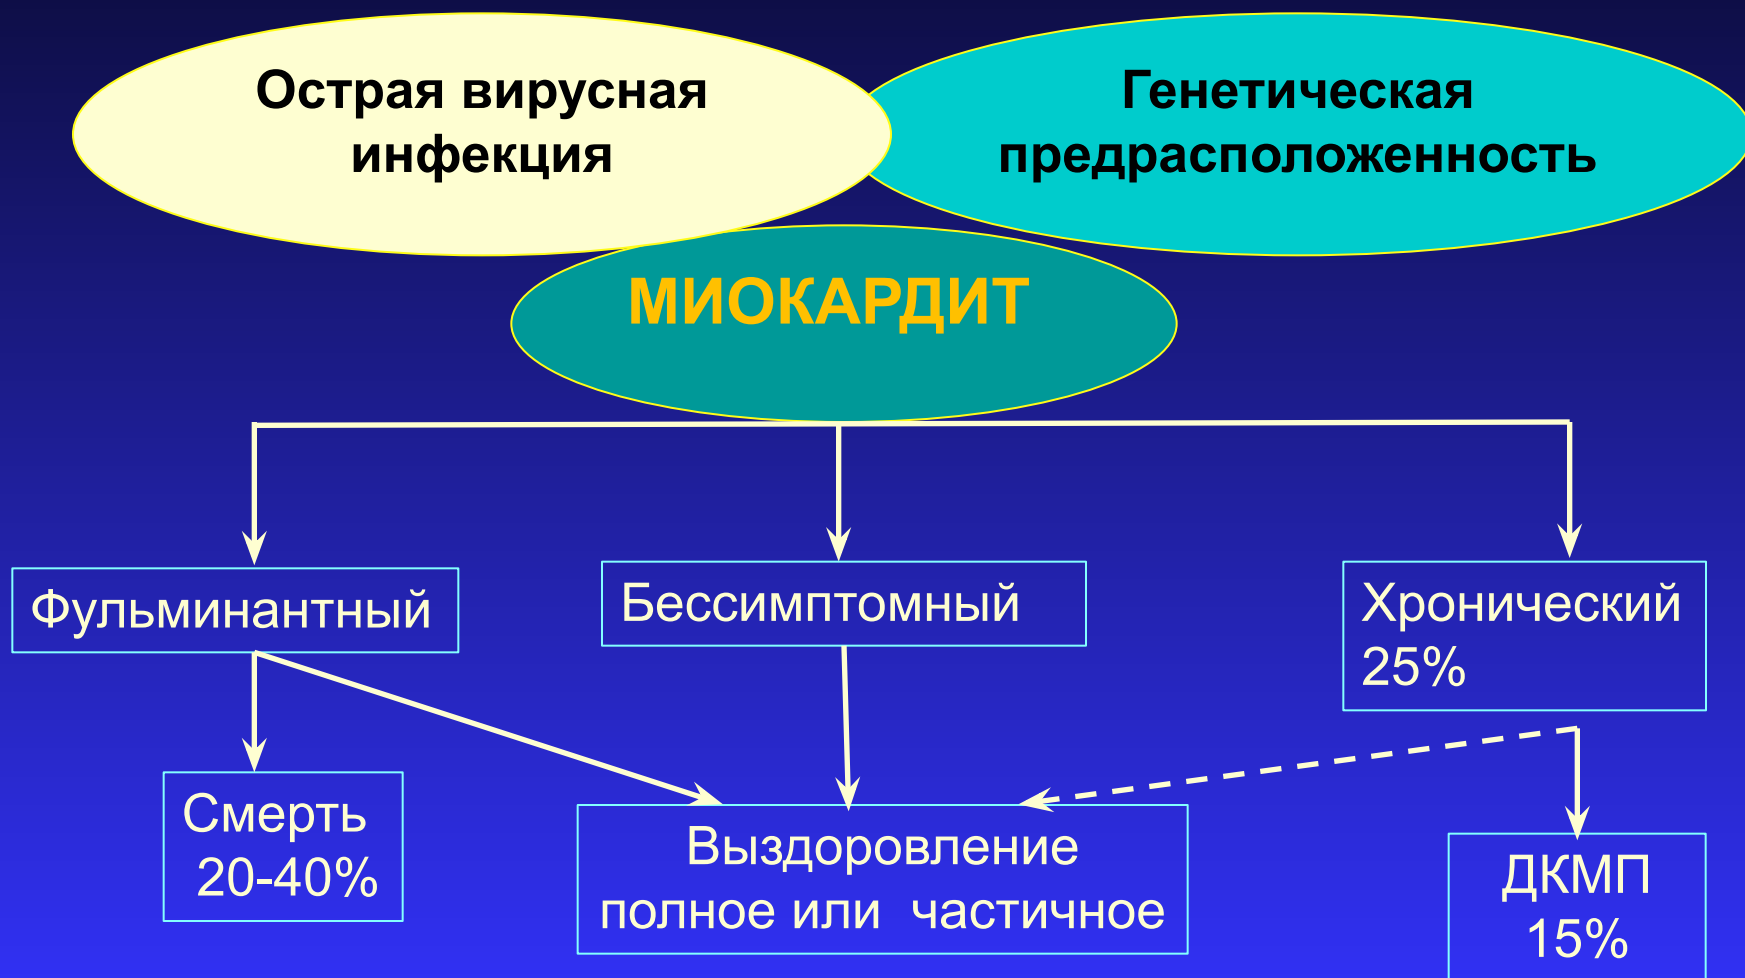 Острая вирусная
инфекция
Генетическая
предрасположенность
МИОКАРДИТ
Фульминантный
Бессимптомный
Хронический
25%
Смерть
20-40%
Выздоровление
полное или частичное
ДКМП
15%